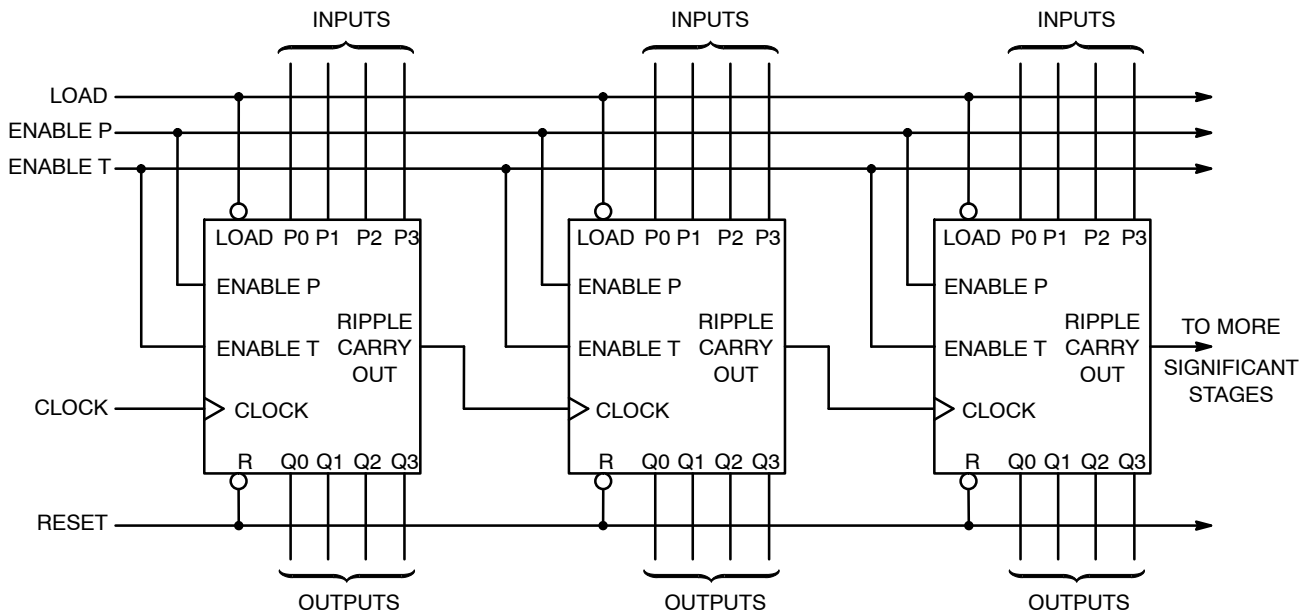 INPUTS INPUTS INPUTS
LOAD
ENABLE P
ENABLE T
LOAD P0 P1 P2 P3 LOAD P0 P1 P2 P3 LOAD P0 P1 P2 P3
ENABLE P ENABLE P ENABLE P
RIPPLE RIPPLE RIPPLE TO MORE
ENABLE T CARRY ENABLE T CARRY ENABLE T CARRY
OUT OUT OUT SIGNIFICANT
STAGES
CLOCK CLOCK CLOCK CLOCK
R Q0 Q1 Q2 Q3 R Q0 Q1 Q2 Q3 R Q0 Q1 Q2 Q3
RESET
OUTPUTS OUTPUTS OUTPUTS